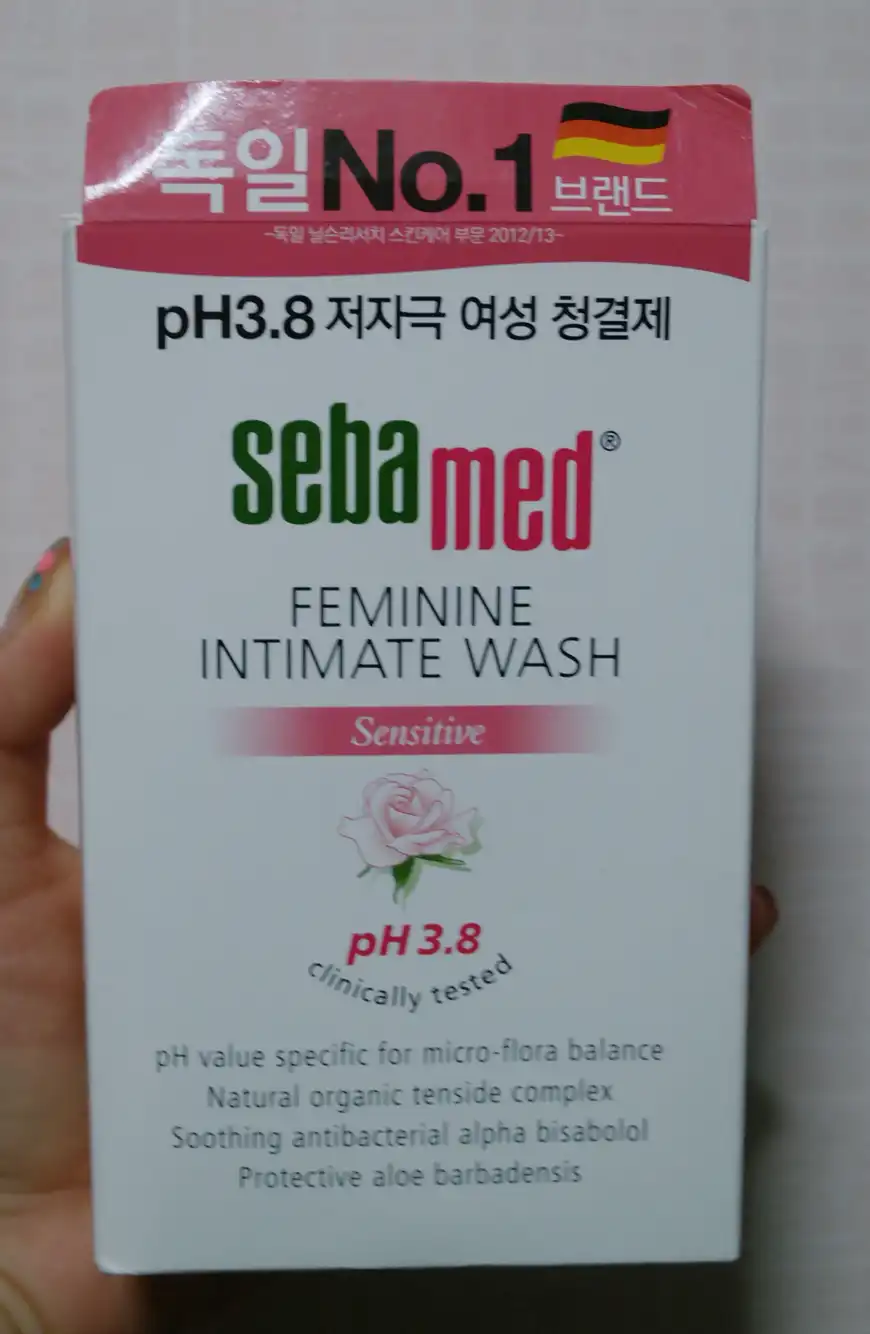 독일 No.1 브랜드
-독일 닐슨리서치 스킨케어 부문 2012/13-
pH3.8 저자극 여성 청결제
sebamed®
FEMININE
INTIMATE WASH
Sensitive
pH 3.8
clinically tested
pH value specific for micro-flora balance
Natural organic tenside complex
Soothing antibacterial alpha bisabolol
Protective aloe barbadensis